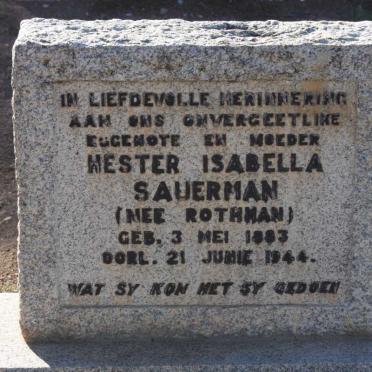 IN LIEFDEVOLLE HERINNERING
AAN ONS ONVERGEETLIKE
EGGENOTE EN MOEDER
HESTER ISABELLA
SAUERMAN
(NEE ROTHMAN)
GEB. 3 MEI 1883
OORL. 21 JUNIE 1944.
WAT SY KON HET SY GEDOEN